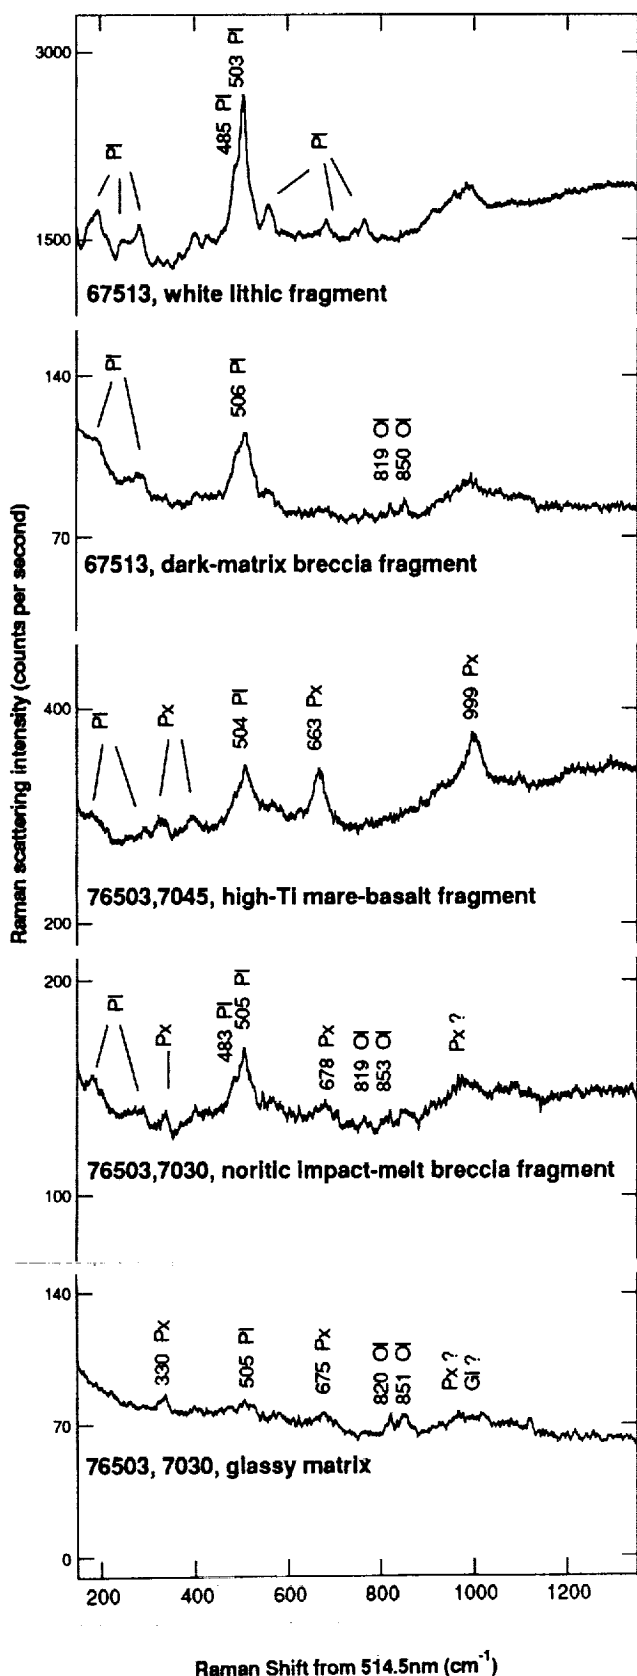 Raman scattering intensity (counts per second)
3000
1500
Pl
485 Pl
503 Pl
Pl
67513, white lithic fragment
140
70
Pl
506 Pl
819 Ol
850 Ol
67513, dark-matrix breccia fragment
400
200
Pl
Px
504 Pl
663 Px
999 Px
76503,7045, high-Ti mare-basalt fragment
200
100
Pl
Px
483 Pl
505 Pl
678 Px
819 Ol
853 Ol
Px ?
76503,7030, noritic impact-melt breccia fragment
140
70
0
330 Px
505 Pl
675 Px
820 Ol
851 Ol
Px ?
Gl ?
76503, 7030, glassy matrix
200 400 600 800 1000 1200
Raman Shift from 514.5nm (cm⁻¹)